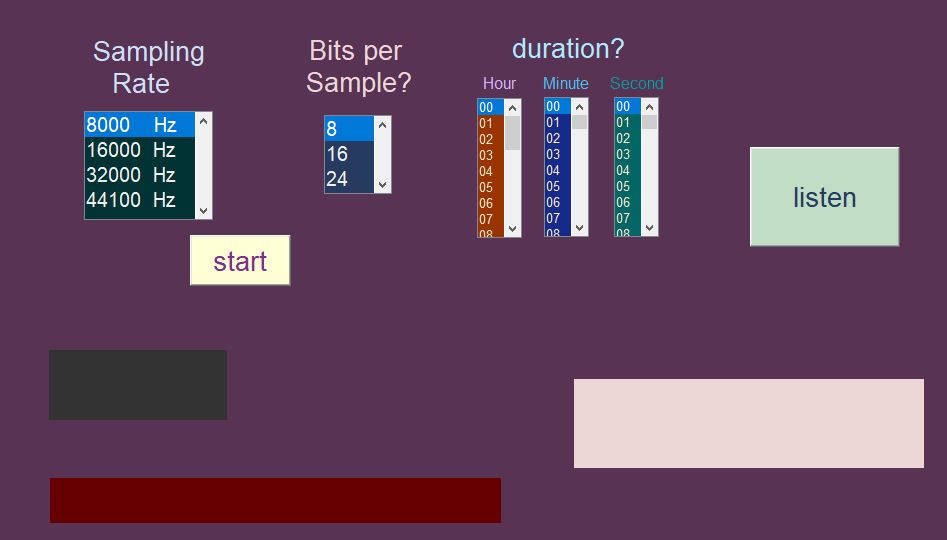 Sampling
Rate
8000 Hz
16000 Hz
32000 Hz
44100 Hz
start
Bits per
Sample?
8
16
24
duration?
Hour
00
01
02
03
04
05
06
07
08
Minute
00
01
02
03
04
05
06
07
08
Second
00
01
02
03
04
05
06
07
08
listen